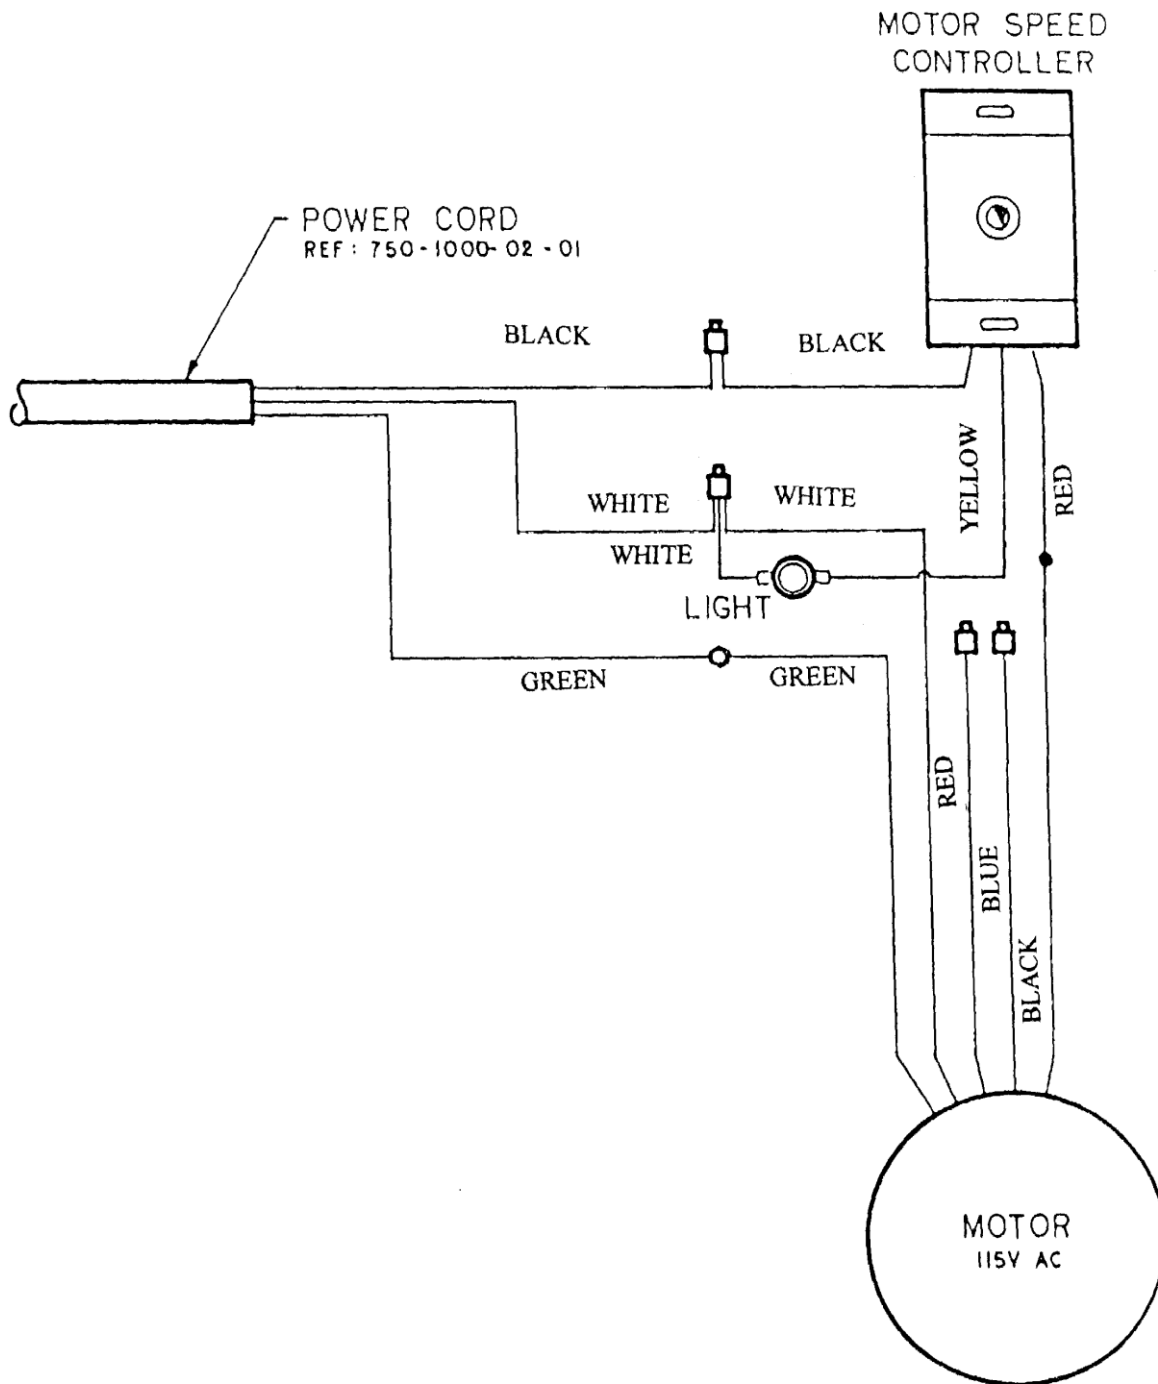 MOTOR SPEED
CONTROLLER
POWER CORD
REF: 750-1000-02-01
BLACK
BLACK
YELLOW
RED
WHITE
WHITE
WHITE
LIGHT
GREEN
GREEN
RED
BLUE
BLACK
MOTOR
115V AC